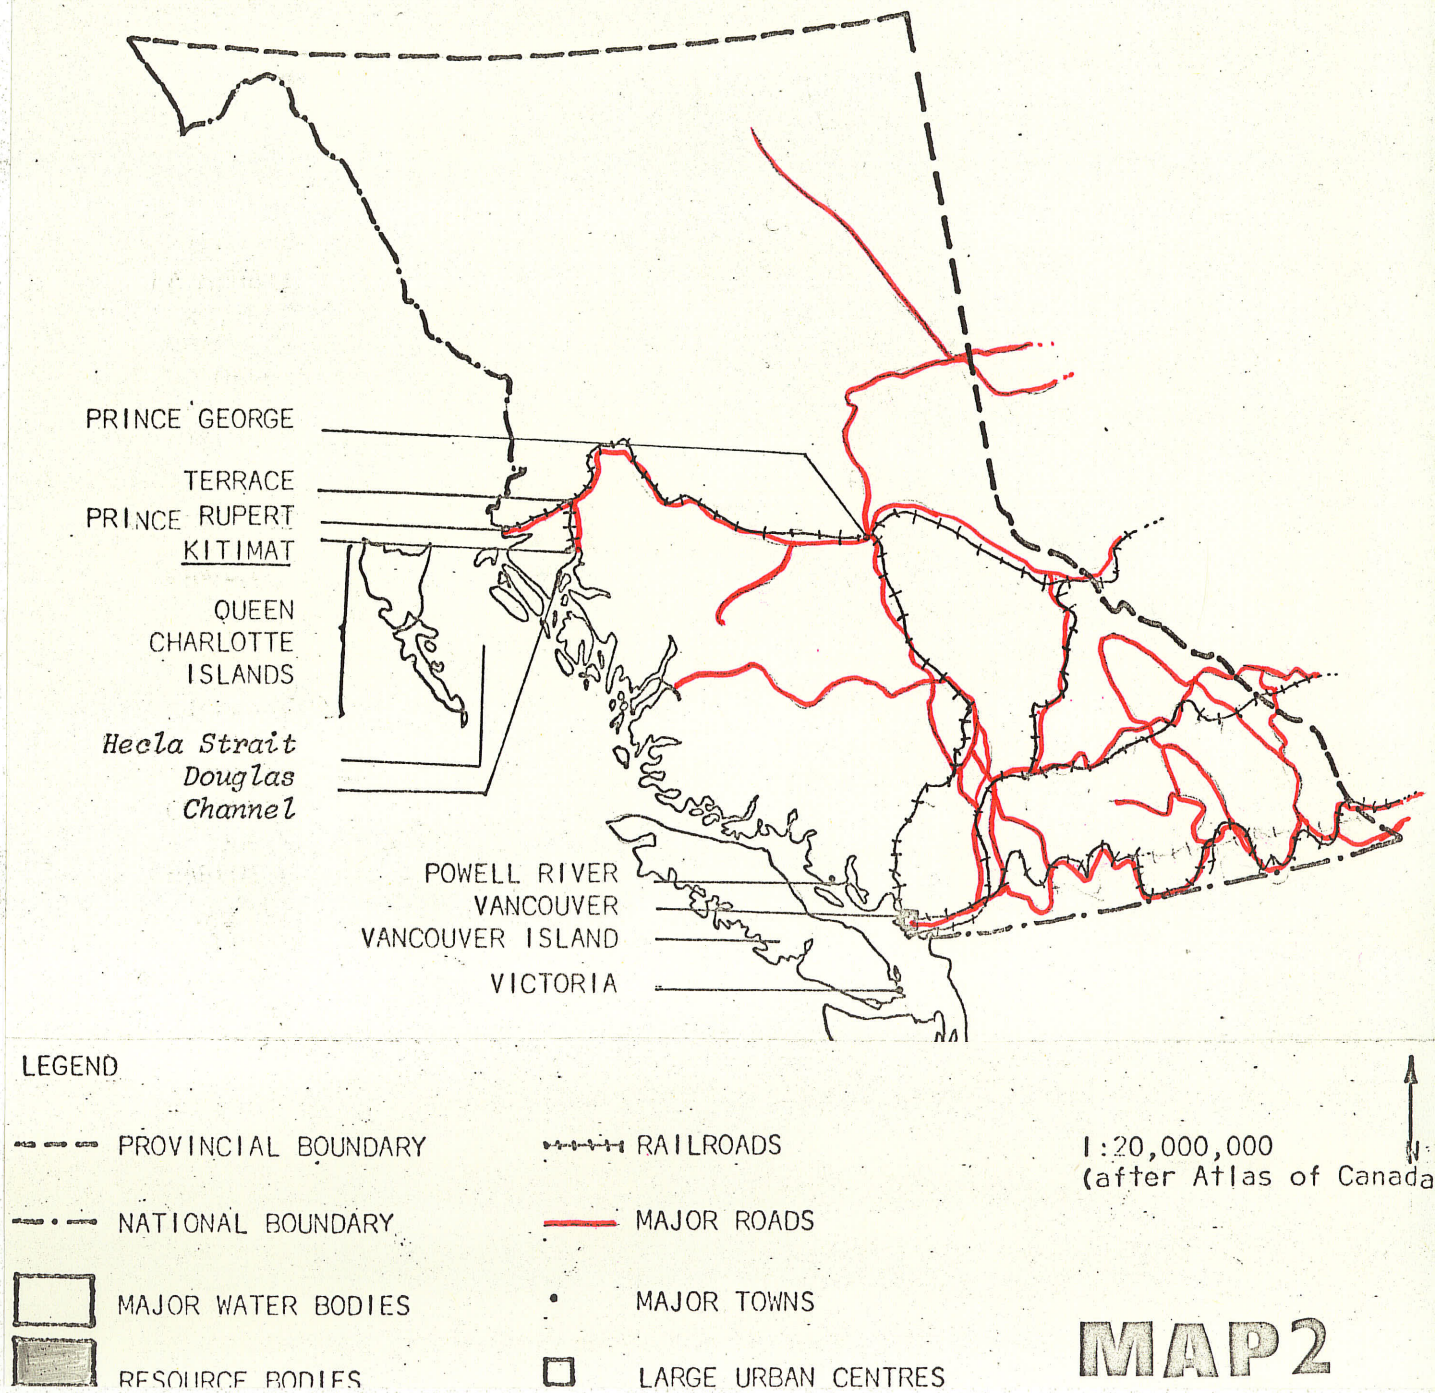 PRINCE GEORGE
TERRACE
PRINCE RUPERT
KITIMAT
QUEEN
CHARLOTTE
ISLANDS
Hecla Strait
Douglas
Channel
POWELL RIVER
VANCOUVER
VANCOUVER ISLAND
VICTORIA
LEGEND
PROVINCIAL BOUNDARY
NATIONAL BOUNDARY
MAJOR WATER BODIES
RESOURCE BODIES
RAILROADS
MAJOR ROADS
MAJOR TOWNS
LARGE URBAN CENTRES
N
1:20,000,000
(after Atlas of Canada
MAP2